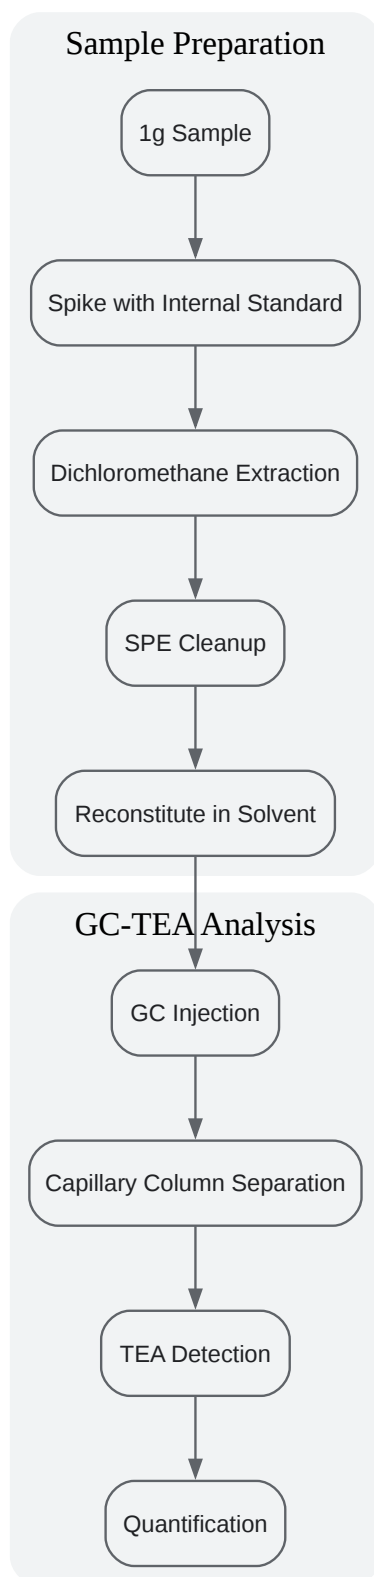 Sample Preparation
1g Sample
Spike with Internal Standard
Dichloromethane Extraction
SPE Cleanup
Reconstitute in Solvent
GC-TEA Analysis
GC Injection
Capillary Column Separation
TEA Detection
Quantification